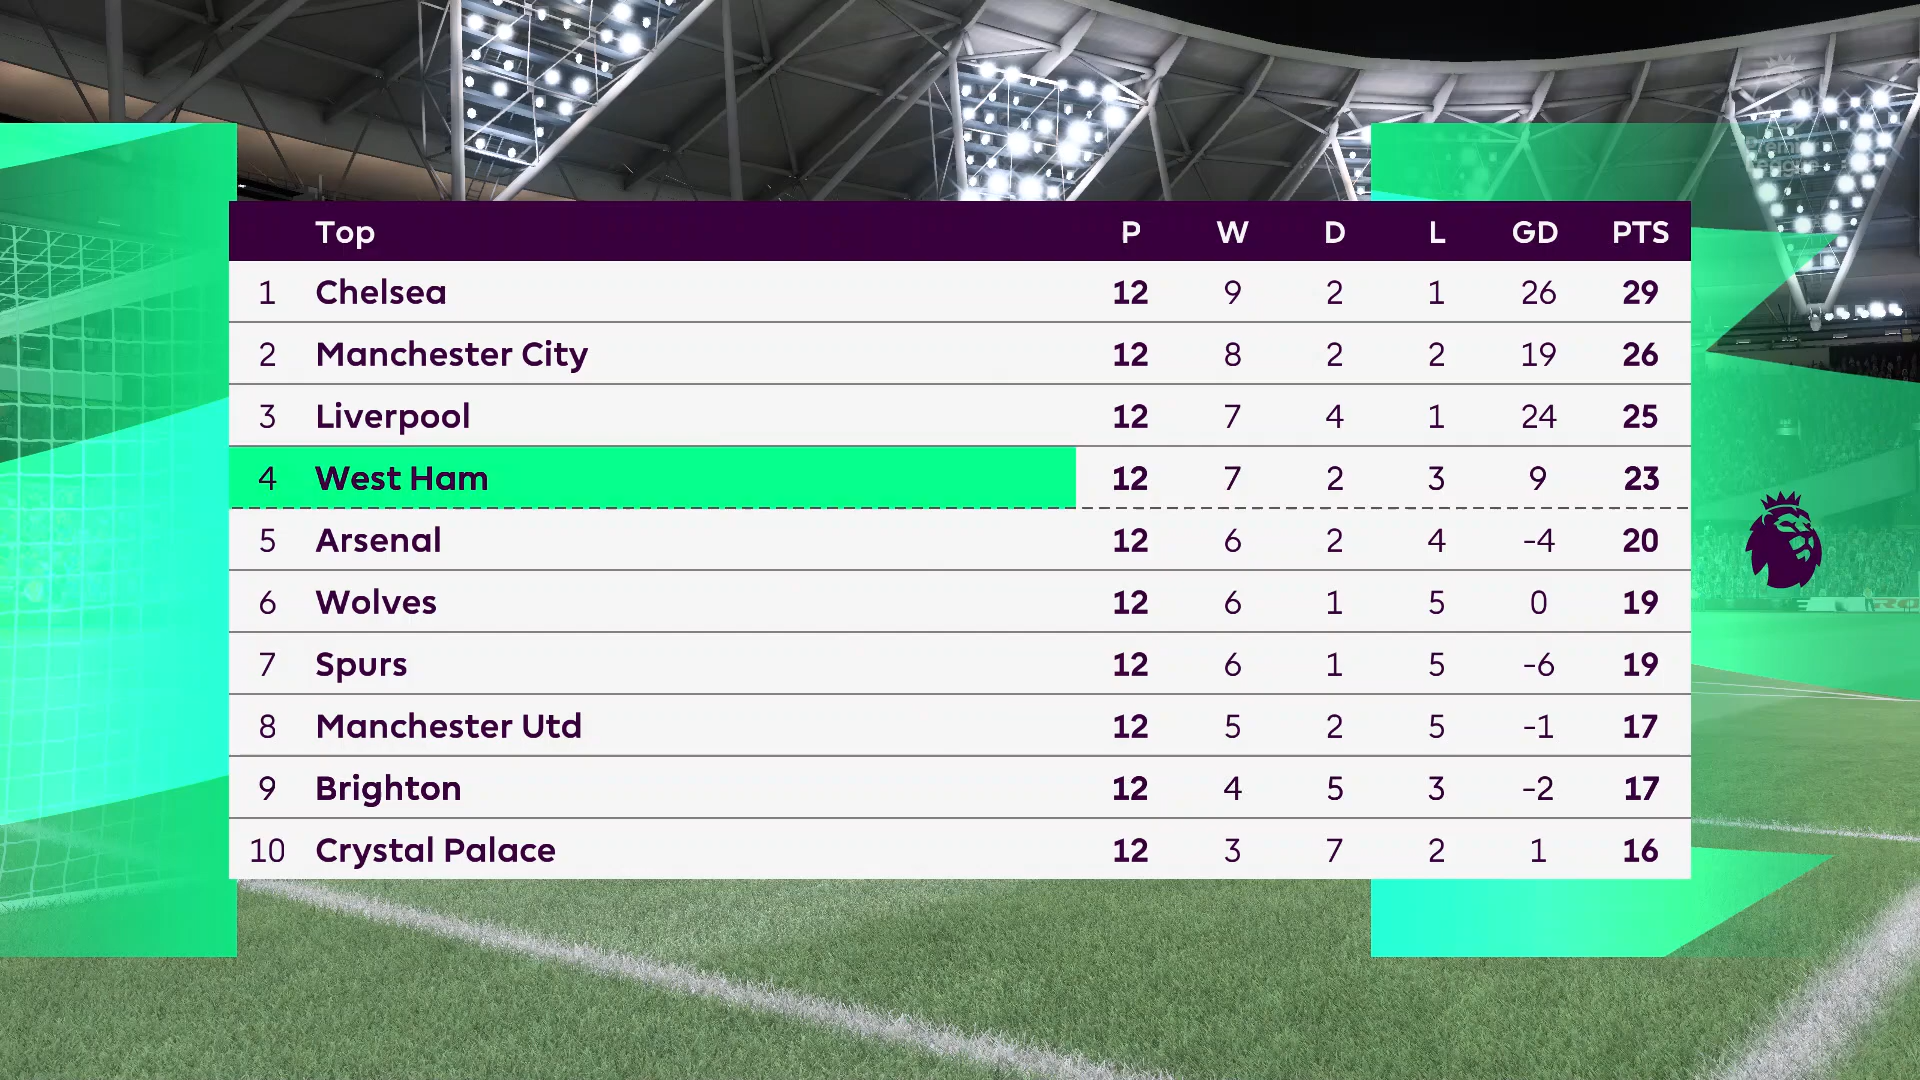 Top P W D L GD PTS
1 Chelsea 12 9 2 1 26 29
2 Manchester City 12 8 2 2 19 26
3 Liverpool 12 7 4 1 24 25
4 West Ham 12 7 2 3 9 23
5 Arsenal 12 6 2 4 -4 20
6 Wolves 12 6 1 5 0 19
7 Spurs 12 6 1 5 -6 19
8 Manchester Utd 12 5 2 5 -1 17
9 Brighton 12 4 5 3 -2 17
10 Crystal Palace 12 3 7 2 1 16